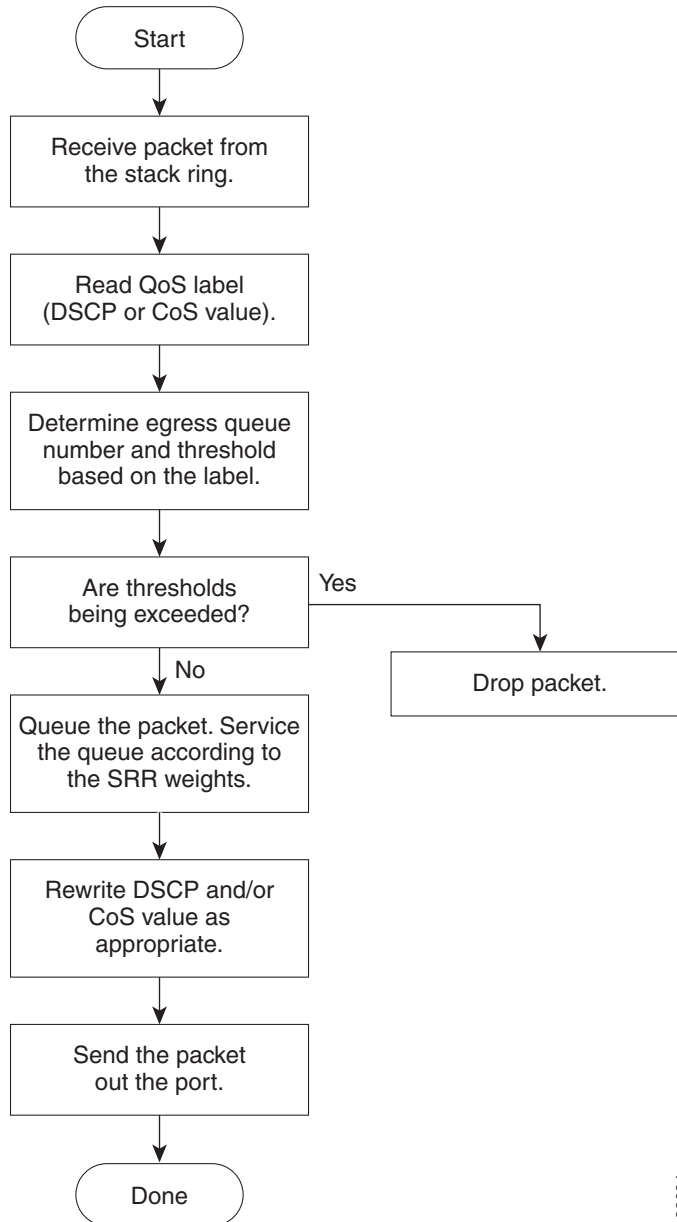 Start
Receive packet from
the stack ring.
Read QoS label
(DSCP or CoS value).
Determine egress queue
number and threshold
based on the label.
Are thresholds
being exceeded?
Yes
No
Drop packet.
Queue the packet. Service
the queue according to
the SRR weights.
Rewrite DSCP and/or
CoS value as
appropriate.
Send the packet
out the port.
Done